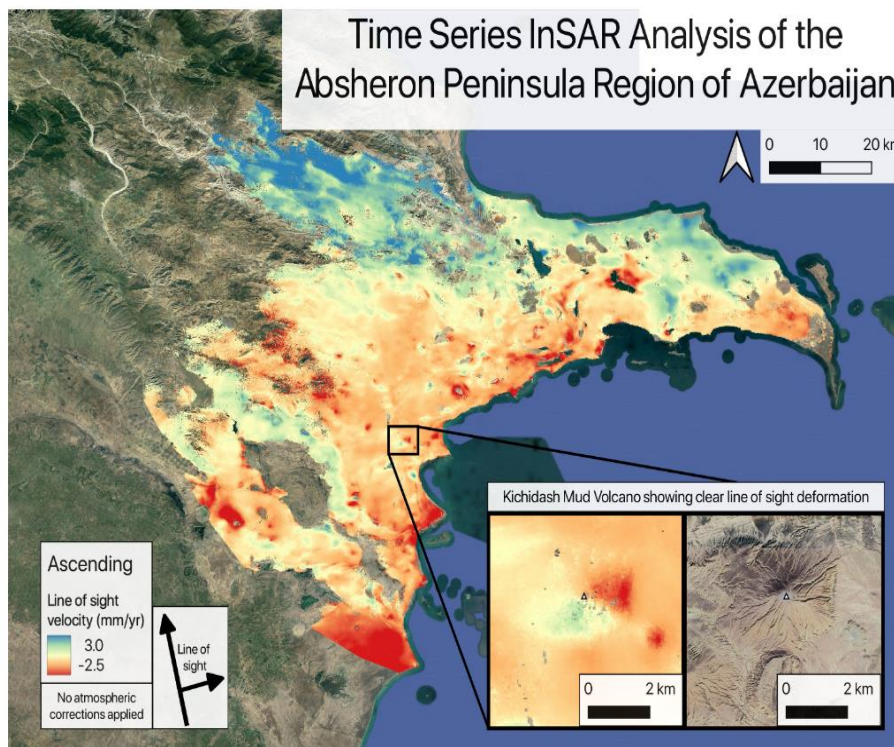 Time Series InSAR Analysis of the
Absheron Peninsula Region of Azerbaijan
0 10 20 km
Kichidash Mud Volcano showing clear line of sight deformation
Ascending
Line of sight
velocity (mm/yr)
3.0
-2.5
No atmospheric
corrections applied
Line of
sight
0 2 km
0 2 km